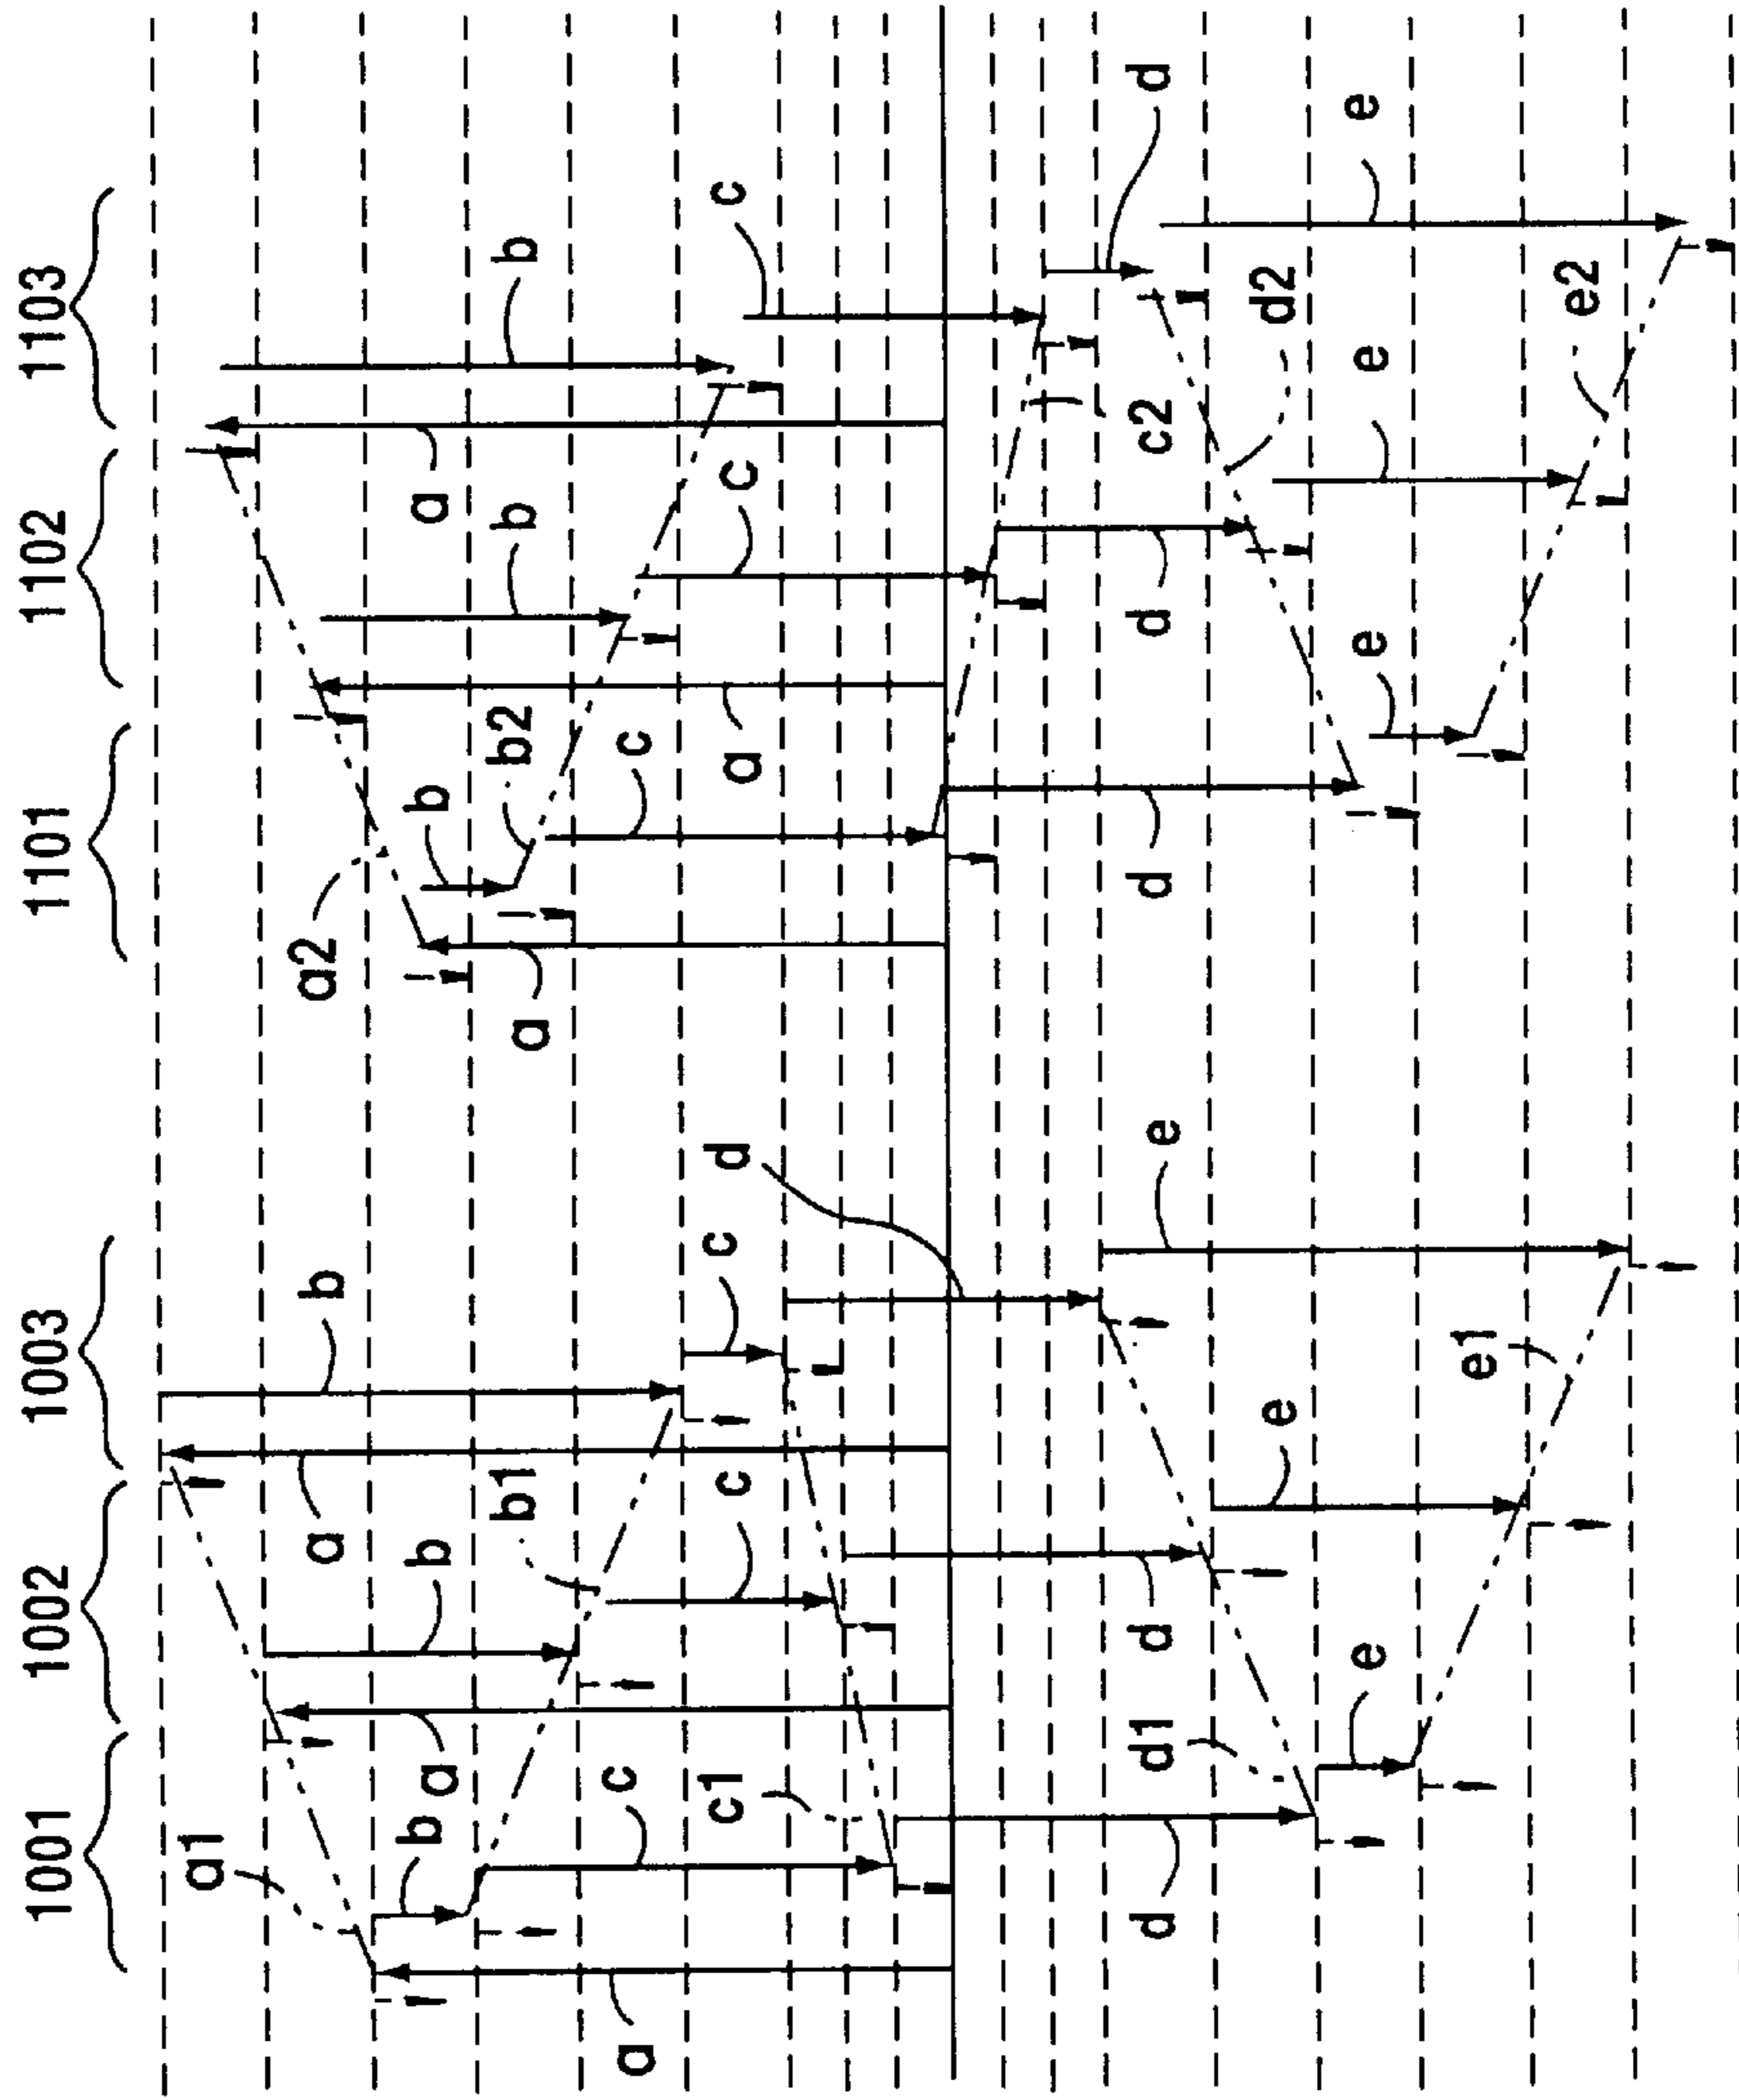 1001 1002 1003 1101 1102 1103
a1
a b a2
b a b b a
b1 a b2 b b
a c c
c1 c c d a c c
d d1 d e d d c2 d
e d2
e e e e
e1
e2